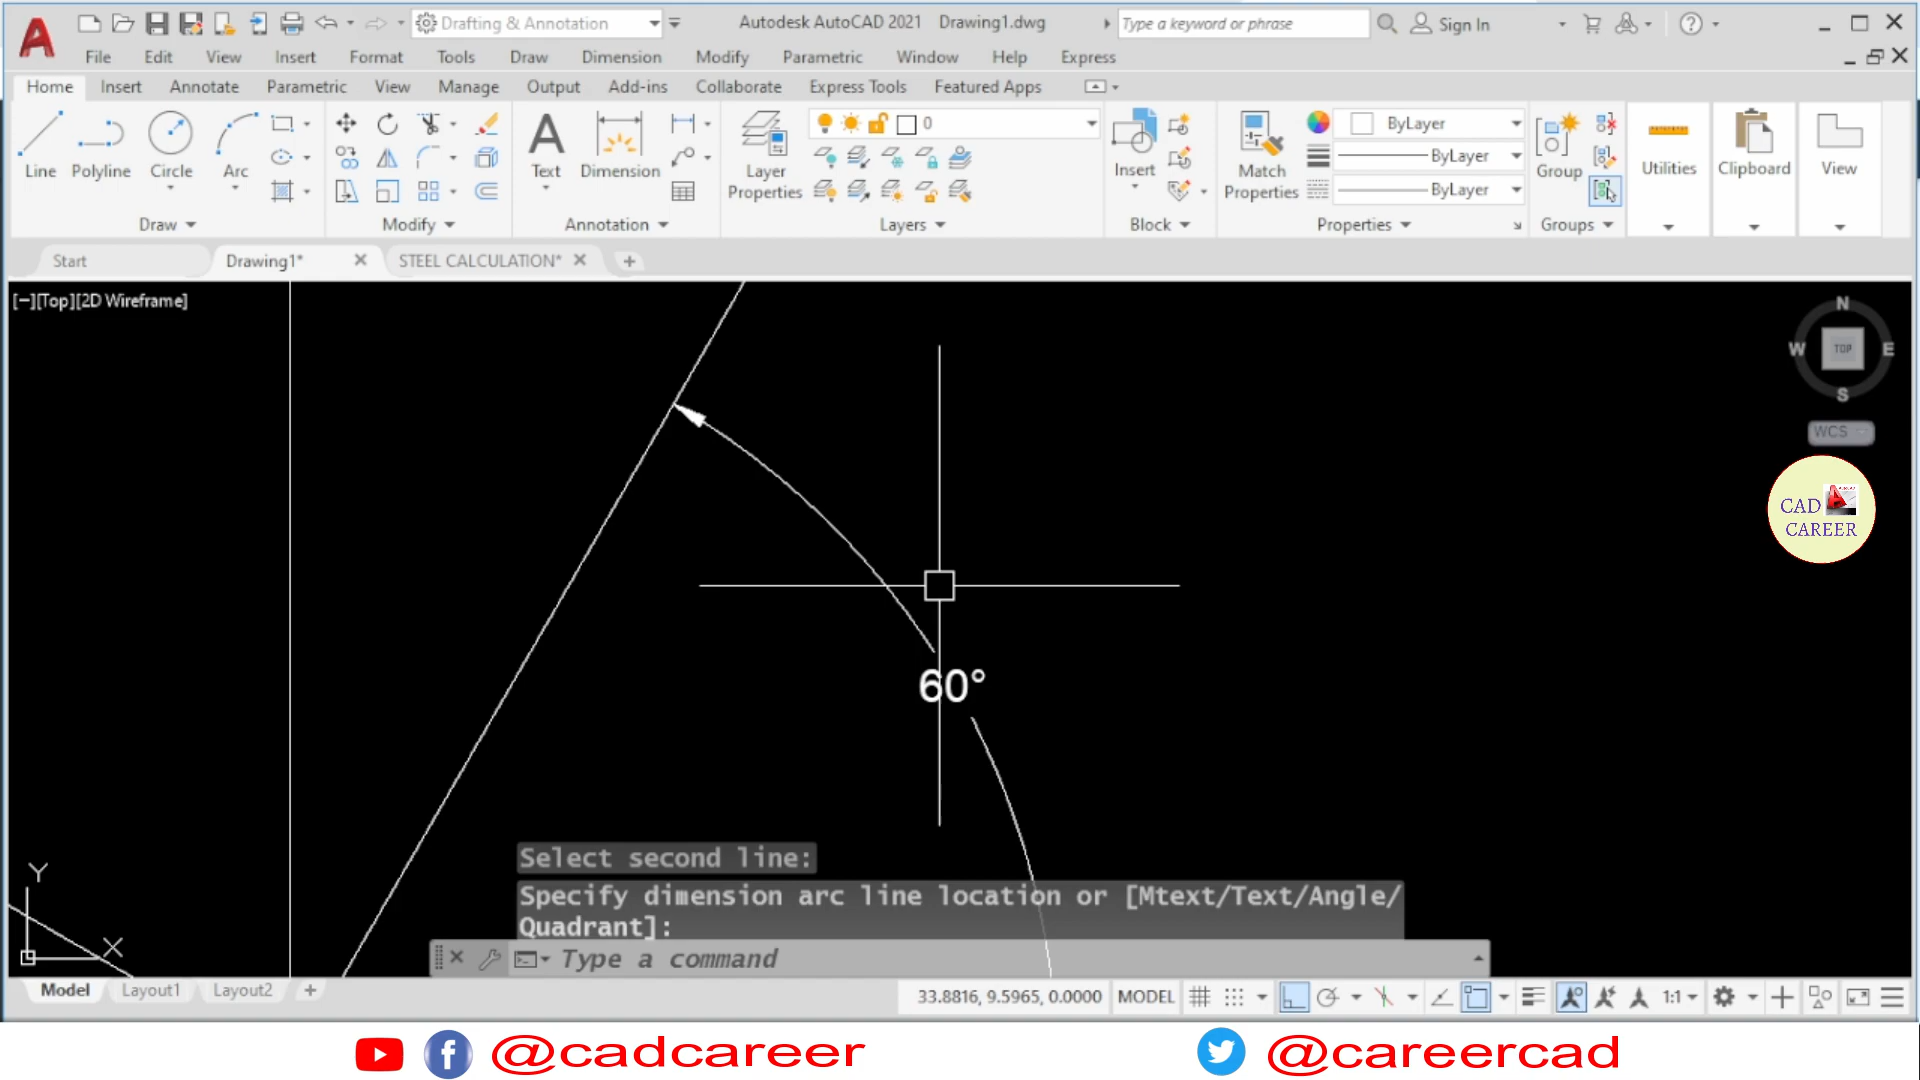 Drafting & Annotation
Autodesk AutoCAD 2021 Drawing1.dwg
Type a keyword or phrase
Sign In
File Edit View Insert Format Tools Draw Dimension Modify Parametric Window Help Express
Home Insert Annotate Parametric View Manage Output Add-ins Collaborate Express Tools Featured Apps
0
ByLayer
ByLayer
ByLayer
Line Polyline Circle Arc
Text Dimension
Layer Properties
Insert
Match Properties
Group
Utilities Clipboard View
Draw Modify Annotation Layers Block Properties Groups
Start Drawing1* STEEL CALCULATION*
[−][Top][2D Wireframe]
N
W TOP E
S
WCS
CAD
CAREER
60°
Y
X
Select second line:
Specify dimension arc line location or [Mtext/Text/Angle/
Quadrant]:
Type a command
Model Layout1 Layout2
33.8816, 9.5965, 0.0000 MODEL 1:1
@cadcareer @careercad